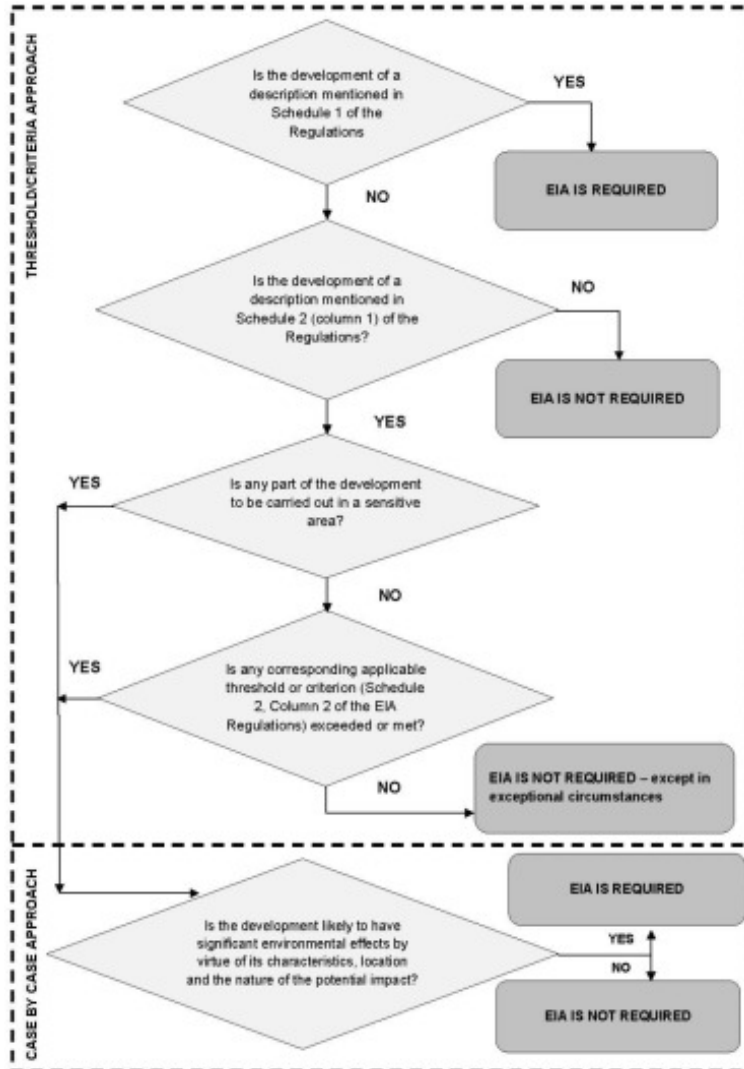 THRESHOLD/CRITERIA APPROACH
Is the development of a
description mentioned in
Schedule 1 of the
Regulations
YES
EIA IS REQUIRED
NO
Is the development of a
description mentioned in
Schedule 2 (column 1) of the
Regulations?
NO
EIA IS NOT REQUIRED
YES
Is any part of the development
to be carried out in a sensitive
area?
YES
NO
Is any corresponding applicable
threshold or criterion (Schedule
2, Column 2 of the EIA
Regulations) exceeded or met?
YES
NO
EIA IS NOT REQUIRED – except in
exceptional circumstances
CASE BY CASE APPROACH
Is the development likely to have
significant environmental effects by
virtue of its characteristics, location
and the nature of the potential impact?
EIA IS REQUIRED
YES
NO
EIA IS NOT REQUIRED